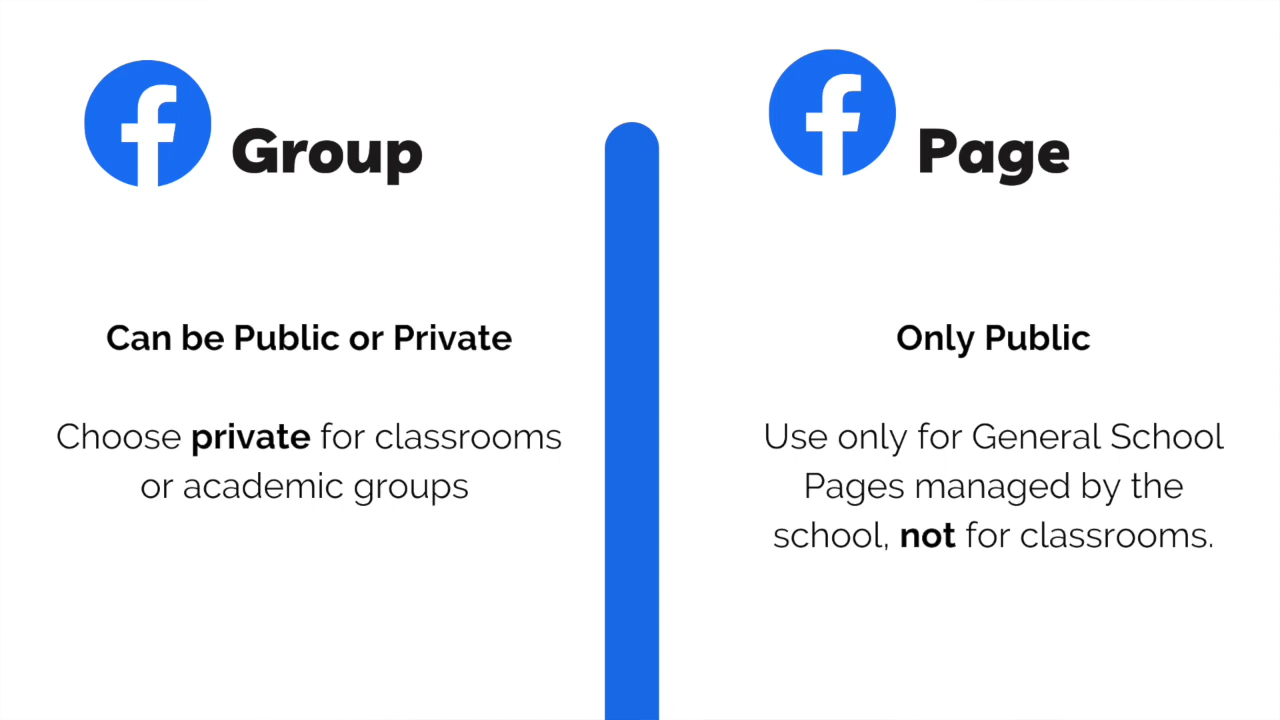 Group
Can be Public or Private
Choose private for classrooms
or academic groups
Page
Only Public
Use only for General School
Pages managed by the
school, not for classrooms.